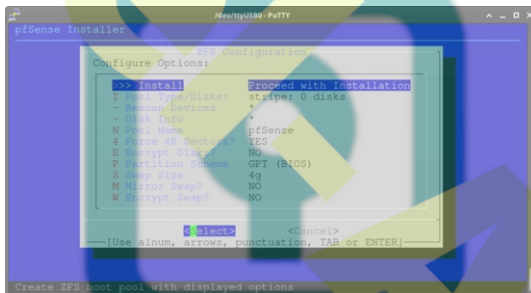 /dev/ttyUSB0 - PuTTY
pfSense Installer
ZFS Configuration
Configure Options:
>>> Install Proceed with Installation
T Pool Type/Disks: stripe: 0 disks
- Rescan Devices *
- Disk Info *
N Pool Name pfSense
4 Force 4K Sectors? YES
E Encrypt Disks? NO
P Partition Scheme GPT (BIOS)
S Swap Size 4g
M Mirror Swap? NO
W Encrypt Swap? NO
<Select> <Cancel>
[Use alnum, arrows, punctuation, TAB or ENTER]
Create ZFS boot pool with displayed options